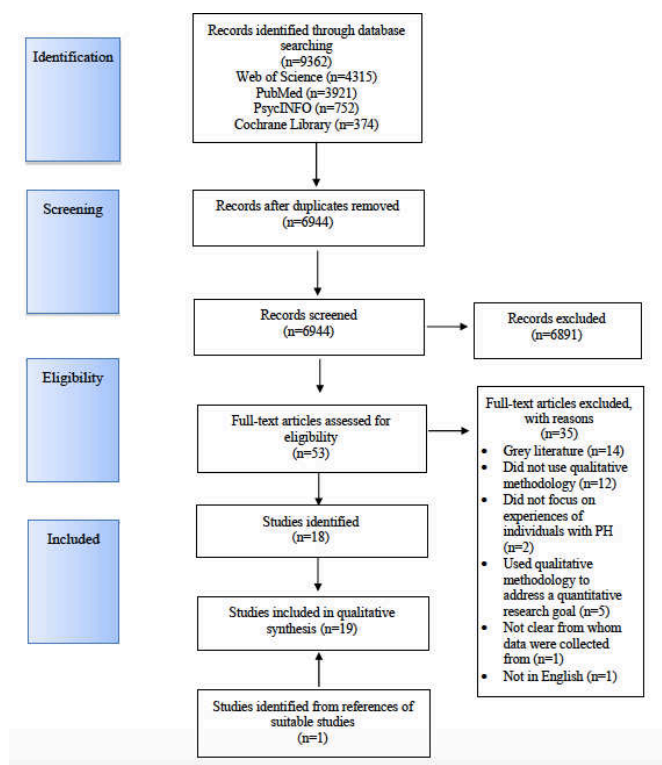 Identification
Records identified through database
searching
(n=9362)
Web of Science (n=4315)
PubMed (n=3921)
PsycINFO (n=752)
Cochrane Library (n=374)
Screening
Records after duplicates removed
(n=6944)
Records screened
(n=6944)
Records excluded
(n=6891)
Eligibility
Full-text articles assessed for
eligibility
(n=53)
Full-text articles excluded,
with reasons
(n=35)
• Grey literature (n=14)
• Did not use qualitative
methodology (n=12)
• Did not focus on
experiences of
individuals with PH
(n=2)
• Used qualitative
methodology to
address a quantitative
research goal (n=5)
• Not clear from whom
data were collected
from (n=1)
• Not in English (n=1)
Included
Studies identified
(n=18)
Studies included in qualitative
synthesis (n=19)
Studies identified from references of
suitable studies
(n=1)